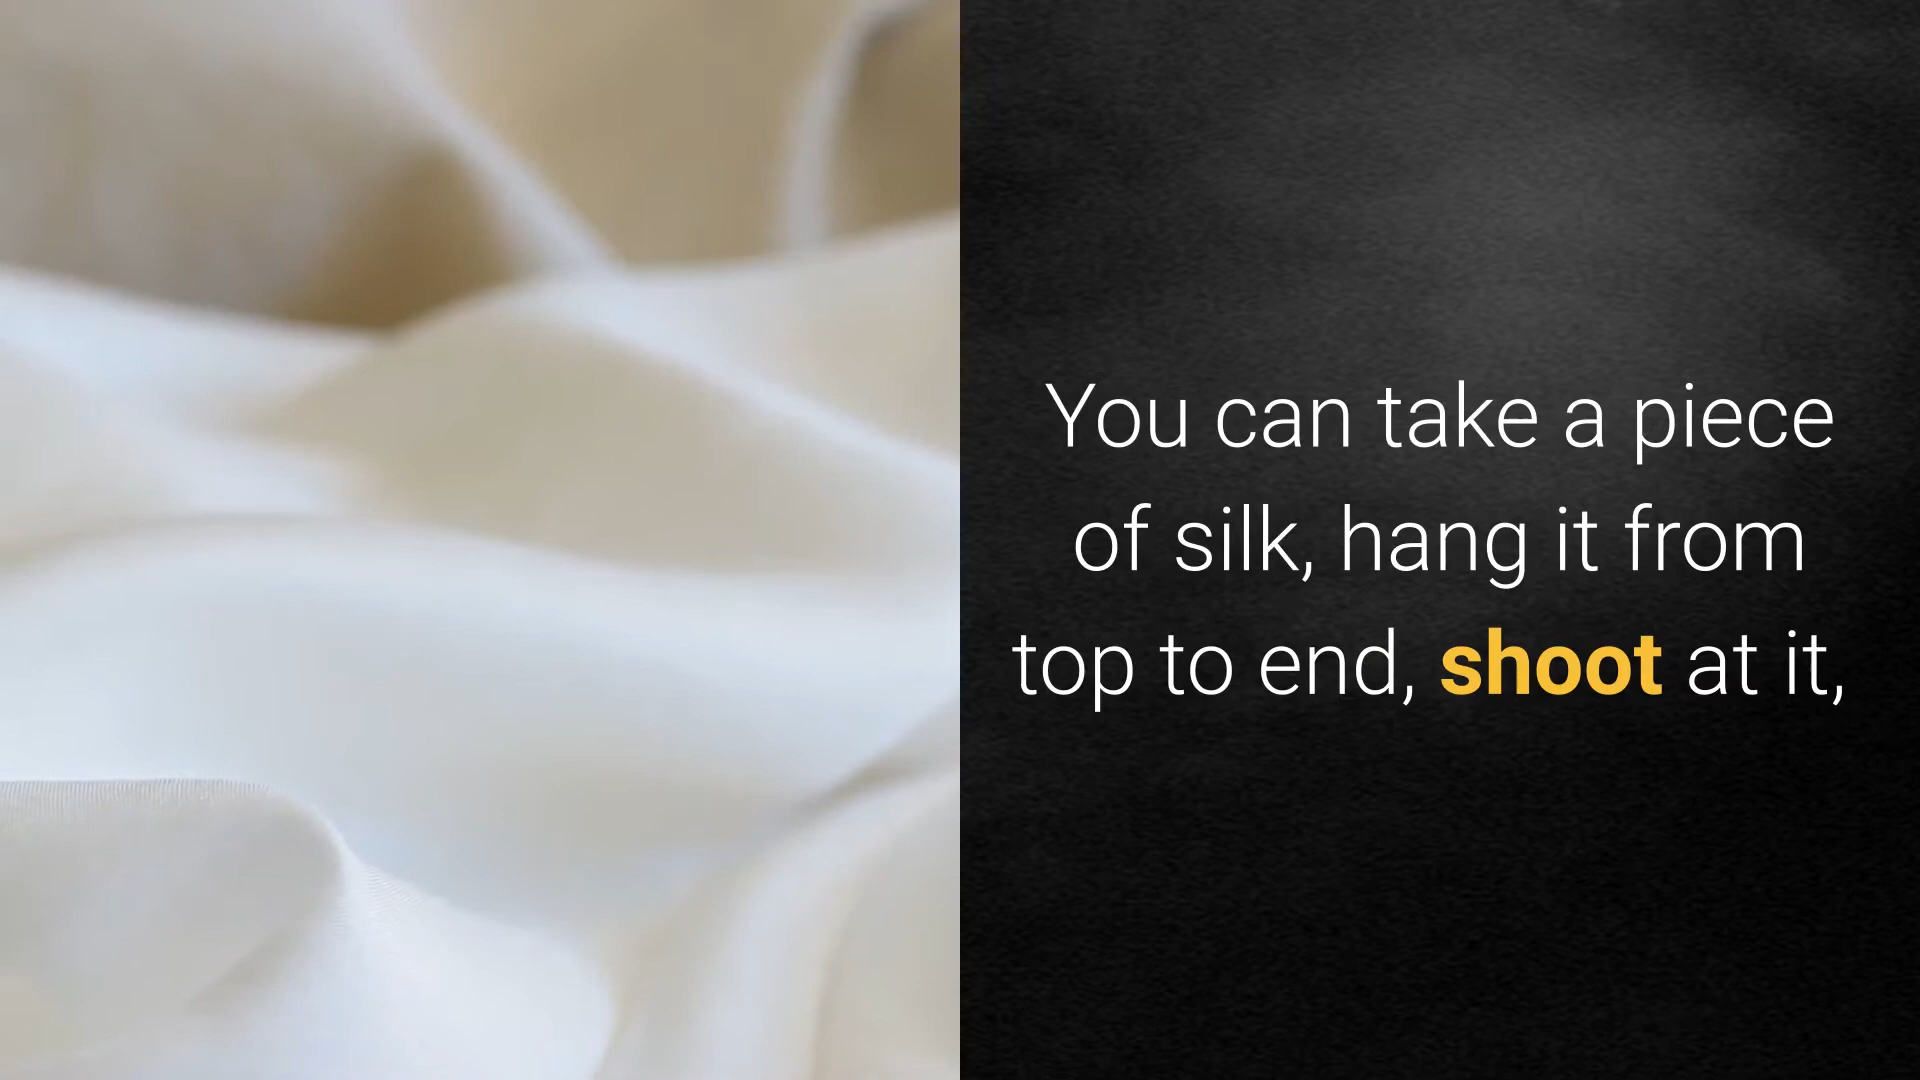 You can take a piece
of silk, hang it from
top to end, shoot at it,